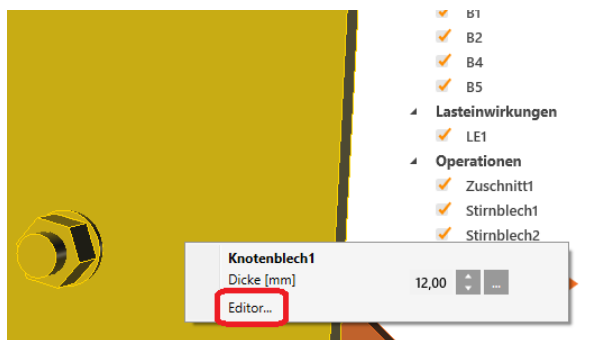 B1
B2
B4
B5
Lasteinwirkungen
LE1
Operationen
Zuschnitt1
Stirnblech1
Stirnblech2
Knotenblech1
Dicke [mm] 12,00 ...
Editor...